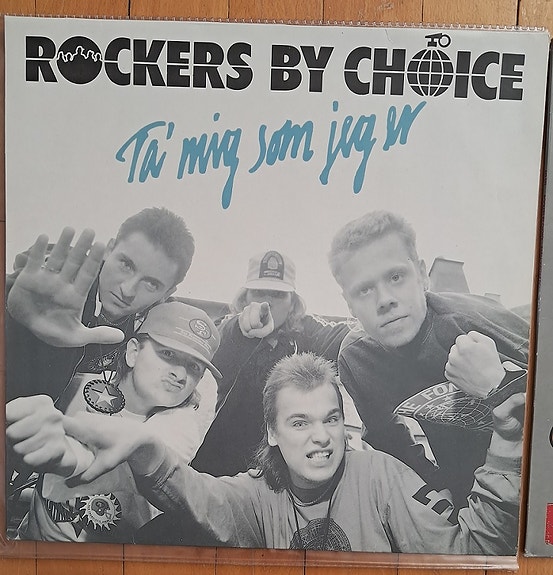 ROCKERS BY CHOICE
Ta' mig som jeg er